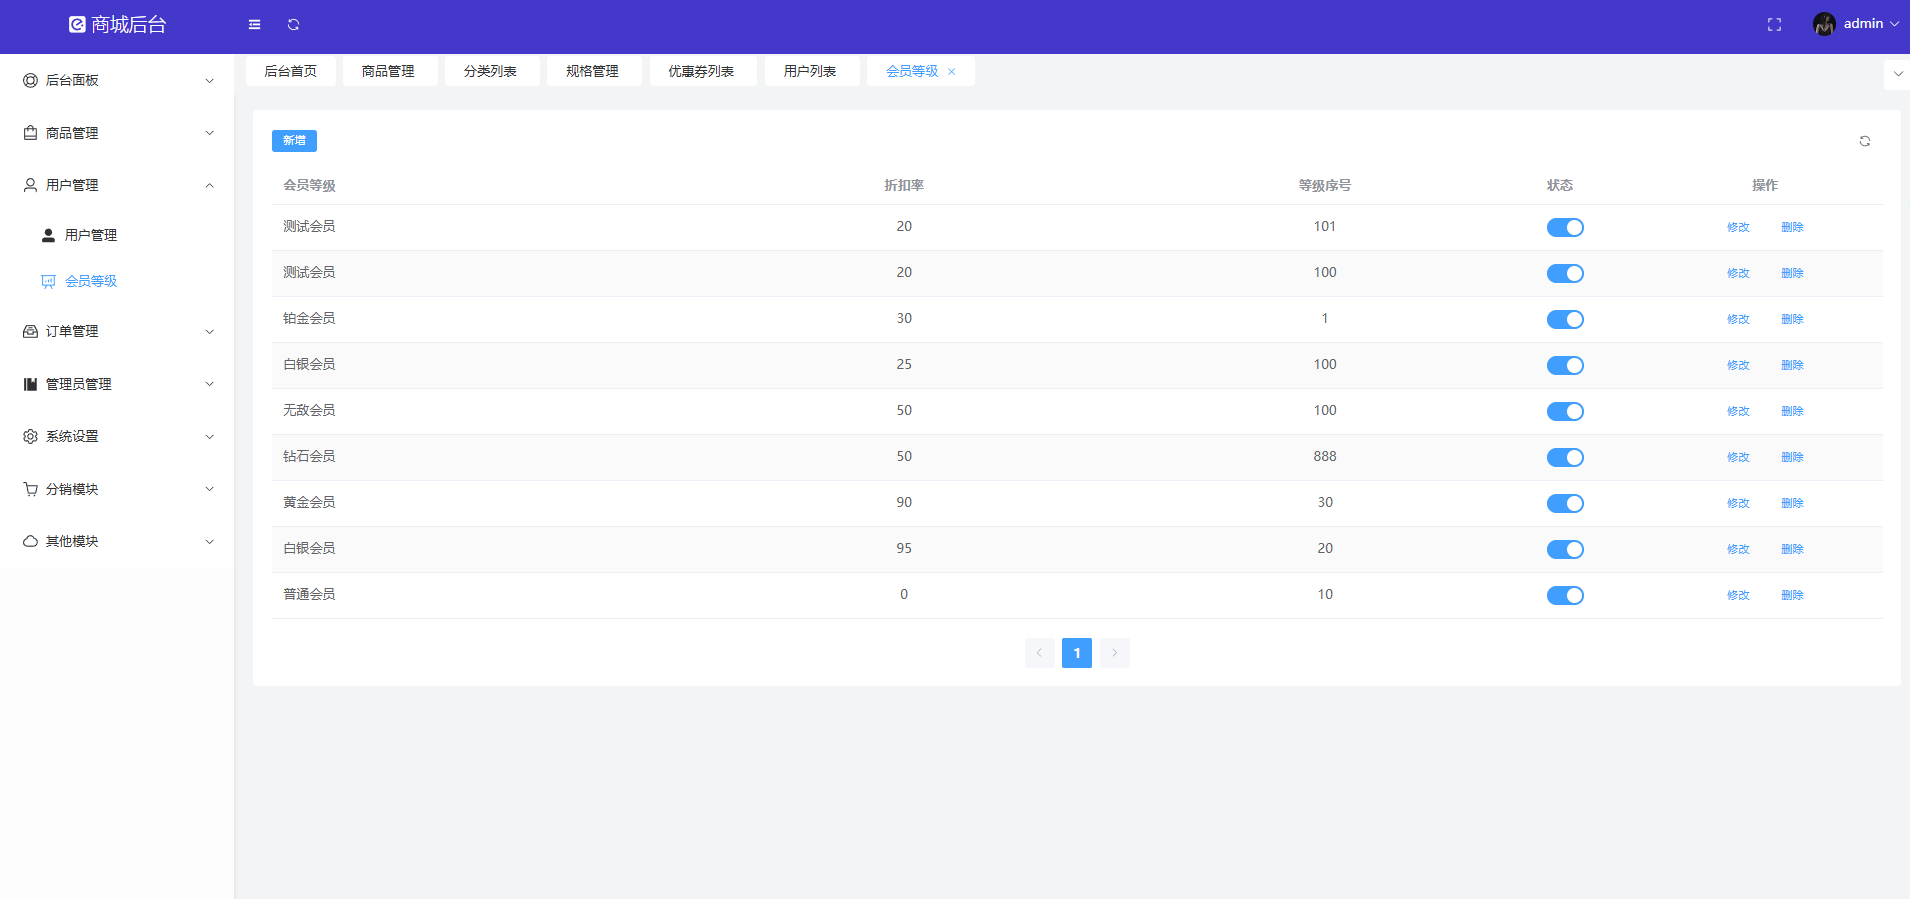 商城后台
admin
后台首页 商品管理 分类列表 规格管理 优惠券列表 用户列表 会员等级
后台面板
商品管理
用户管理
用户管理
会员等级
订单管理
管理员管理
系统设置
分销模块
其他模块
新增
会员等级 折扣率 等级序号 状态 操作
测试会员 20 101 修改 删除
测试会员 20 100 修改 删除
铂金会员 30 1 修改 删除
白银会员 25 100 修改 删除
无敌会员 50 100 修改 删除
钻石会员 50 888 修改 删除
黄金会员 90 30 修改 删除
白银会员 95 20 修改 删除
普通会员 0 10 修改 删除
1